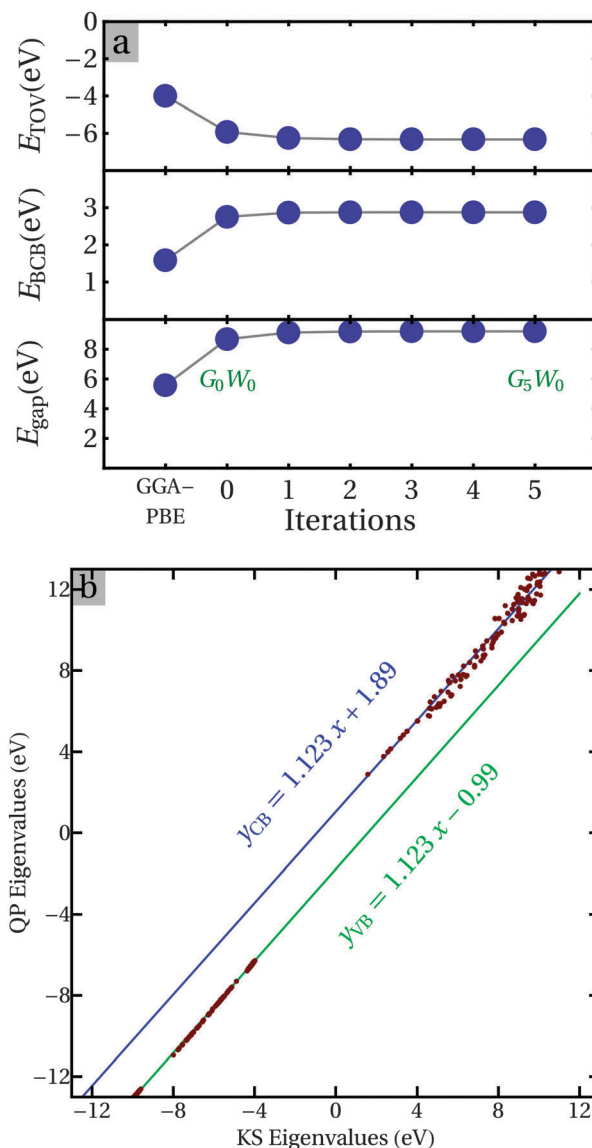 a
E_TOV(eV)
0
−2
−4
−6
E_BCB(eV)
3
2
1
E_gap(eV)
8
6
4
2
G₀W₀
G₅W₀
GGA−
PBE
0 1 2 3 4 5
Iterations
b
QP Eigenvalues (eV)
12
8
4
0
−4
−8
−12
y_CB = 1.123 x + 1.89
y_VB = 1.123 x − 0.99
−12 −8 −4 0 4 8 12
KS Eigenvalues (eV)